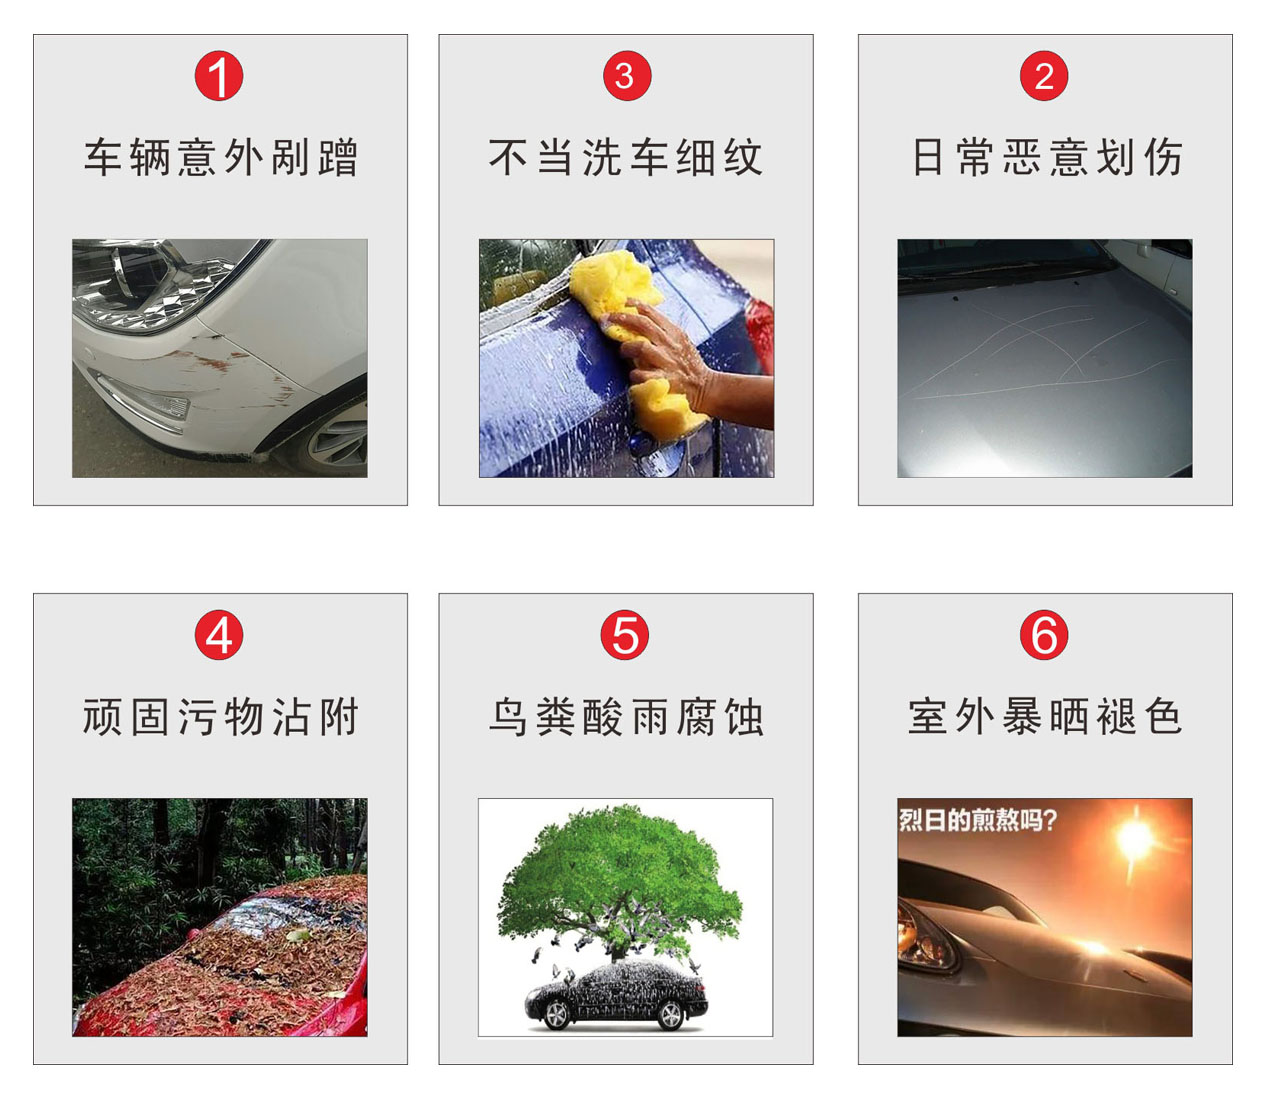 1
车辆意外剐蹭
3
不当洗车细纹
2
日常恶意划伤
4
顽固污物沾附
5
鸟粪酸雨腐蚀
6
室外暴晒褪色
烈日的煎熬吗?